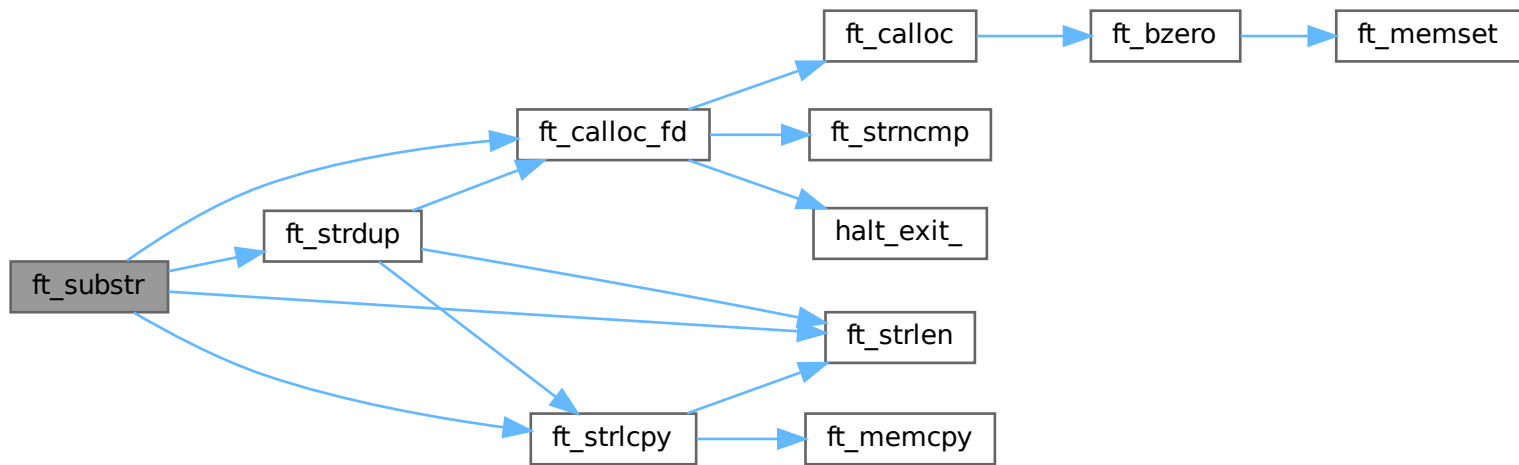 ft_calloc
ft_bzero
ft_memset
ft_calloc_fd
ft_strncmp
halt_exit_
ft_strdup
ft_substr
ft_strlen
ft_strlcpy
ft_memcpy